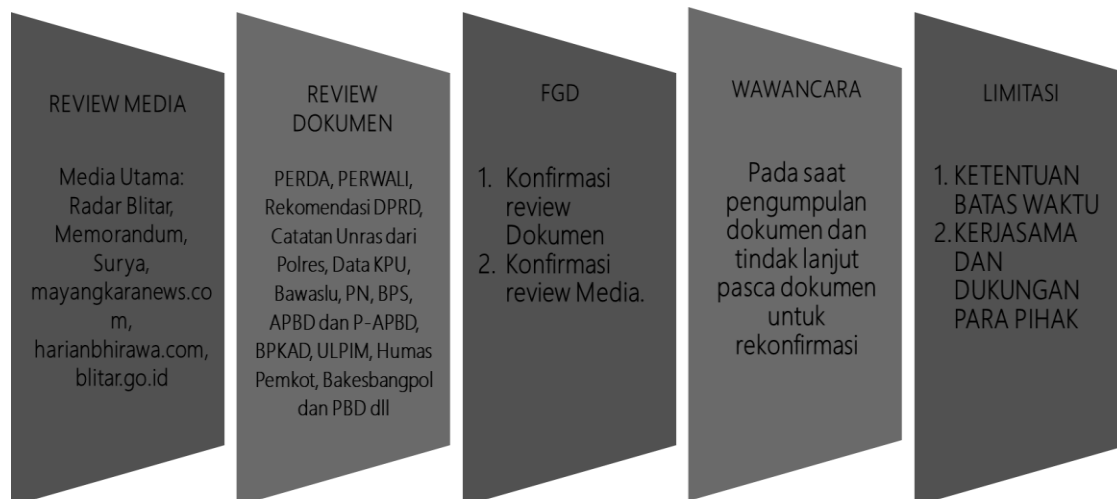 REVIEW MEDIA
Media Utama:
Radar Blitar,
Memorandum,
Surya,
mayangkaranews.co
m,
harianbhirawa.com,
blitar.go.id
REVIEW
DOKUMEN
PERDA, PERWALI,
Rekomendasi DPRD,
Catatan Unras dari
Polres, Data KPU,
Bawaslu, PN, BPS,
APBD dan P-APBD,
BPKAD, ULPIM, Humas
Pemkot, Bakesbangpol
dan PBD dll
FGD
1. Konfirmasi
review
Dokumen
2. Konfirmasi
review Media.
WAWANCARA
Pada saat
pengumpulan
dokumen dan
tindak lanjut
pasca dokumen
untuk
rekonfirmasi
LIMITASI
1. KETENTUAN
BATAS WAKTU
2. KERJASAMA
DAN
DUKUNGAN
PARA PIHAK